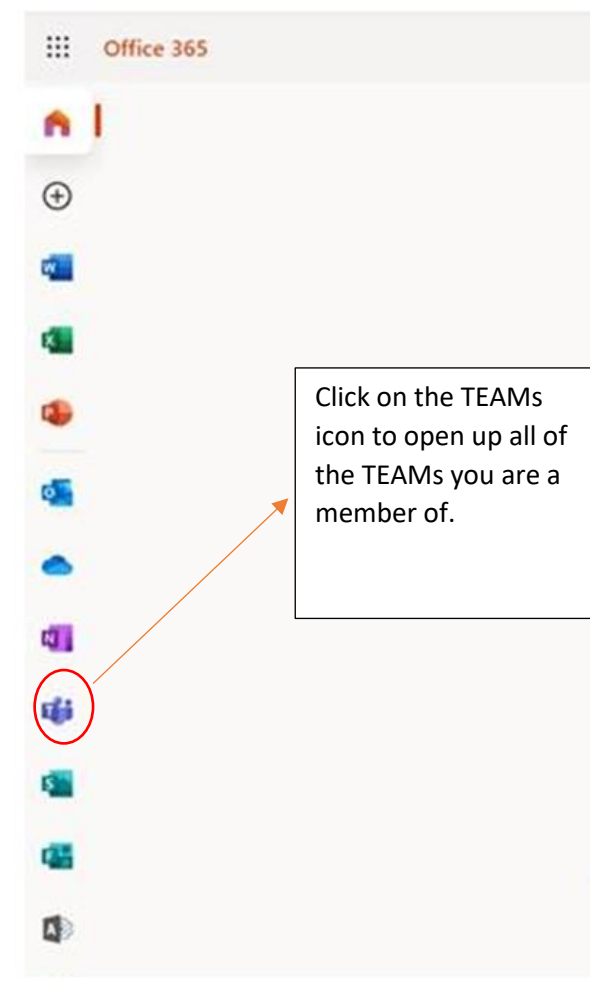 Office 365
W
X
Click on the TEAMs
icon to open up all of
the TEAMs you are a
member of.
P
O
N
T
S
F
A